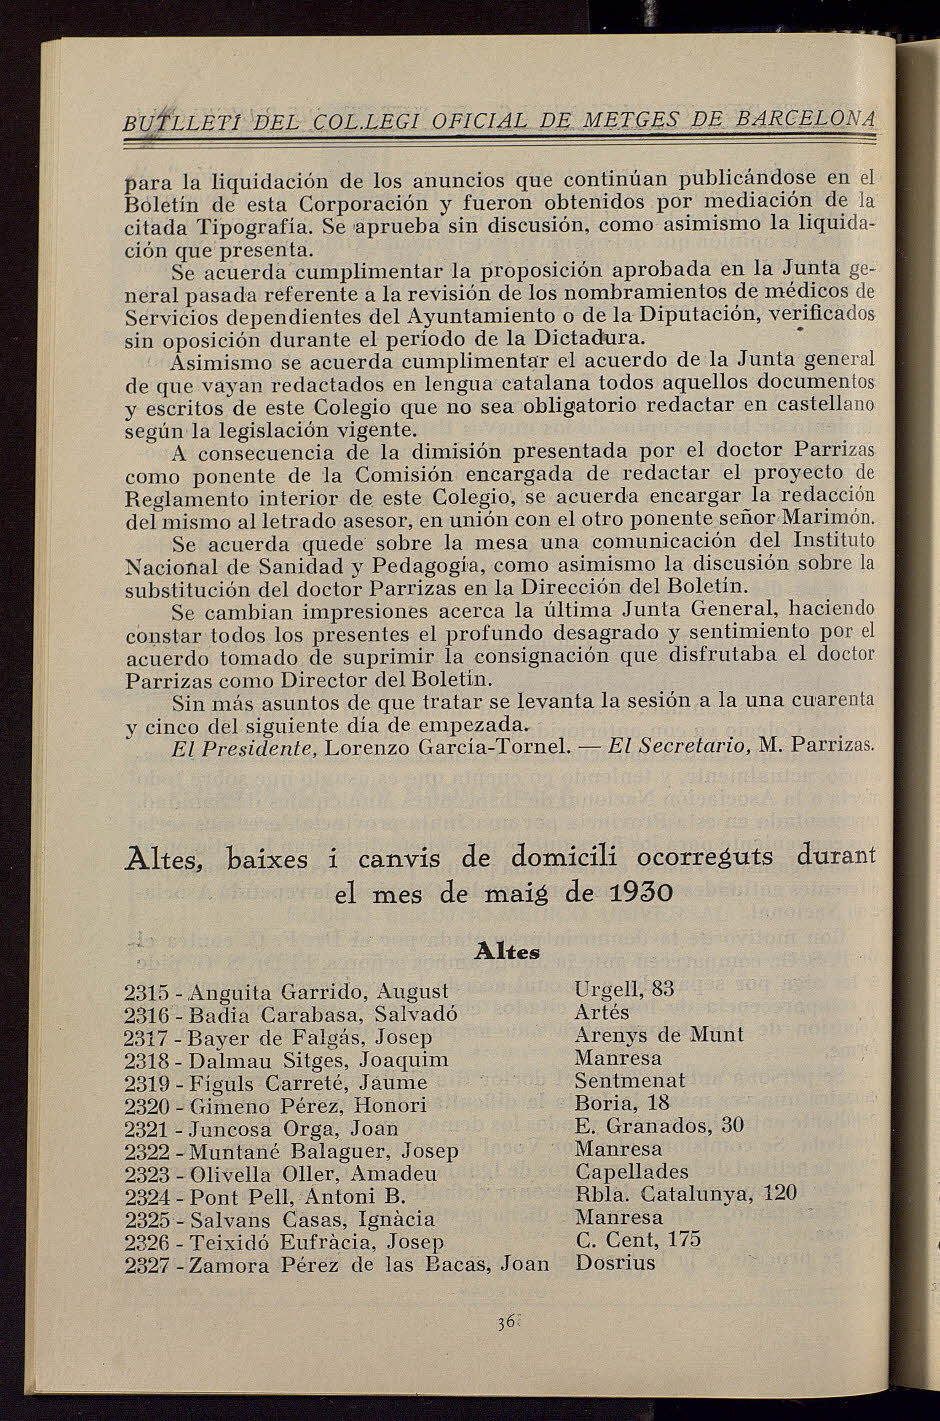 BUTLLETÍ DEL COL.LEGI OFICIAL DE METGES DE BARCELONA
para la liquidación de los anuncios que continúan publicándose en el
Boletín de esta Corporación y fueron obtenidos por mediación de la
citada Tipografía. Se aprueba sin discusión, como asimismo la liquida-
ción que presenta.
Se acuerda cumplimentar la proposición aprobada en la Junta ge-
neral pasada referente a la revisión de los nombramientos de médicos de
Servicios dependientes del Ayuntamiento o de la Diputación, verificados
sin oposición durante el período de la Dictadura.
Asimismo se acuerda cumplimentar el acuerdo de la Junta general
de que vayan redactados en lengua catalana todos aquellos documentos
y escritos de este Colegio que no sea obligatorio redactar en castellano
según la legislación vigente.
A consecuencia de la dimisión presentada por el doctor Parrizas
como ponente de la Comisión encargada de redactar el proyecto de
Reglamento interior de este Colegio, se acuerda encargar la redacción
del mismo al letrado asesor, en unión con el otro ponente señor Marimón.
Se acuerda quede sobre la mesa una comunicación del Instituto
Nacional de Sanidad y Pedagogía, como asimismo la discusión sobre la
substitución del doctor Parrizas en la Dirección del Boletín.
Se cambian impresiones acerca la última Junta General, haciendo
constar todos los presentes el profundo desagrado y sentimiento por el
acuerdo tomado de suprimir la consignación que disfrutaba el doctor
Parrizas como Director del Boletín.
Sin más asuntos de que tratar se levanta la sesión a la una cuarenta
y cinco del siguiente día de empezada.
El Presidente, Lorenzo García-Tornel. — El Secretario, M. Parrizas.
Altes, baixes i canvis de domicili ocorreguts durant
el mes de maig de 1930
Altes
2315 - Anguita Garrido, August Urgell, 83
2316 - Badia Carabasa, Salvadó Artés
2317 - Bayer de Falgás, Josep Arenys de Munt
2318 - Dalmau Sitges, Joaquim Manresa
2319 - Fíguls Carreté, Jaume Sentmenat
2320 - Gimeno Pérez, Honori Boria, 18
2321 - Juncosa Orga, Joan E. Granados, 30
2322 - Muntané Balaguer, Josep Manresa
2323 - Olivella Oller, Amadeu Capellades
2324 - Pont Pell, Antoni B. Rbla. Catalunya, 120
2325 - Salvans Casas, Ignàcia Manresa
2326 - Teixidó Eufràcia, Josep C. Cent, 175
2327 - Zamora Pérez de las Bacas, Joan Dosrius
36